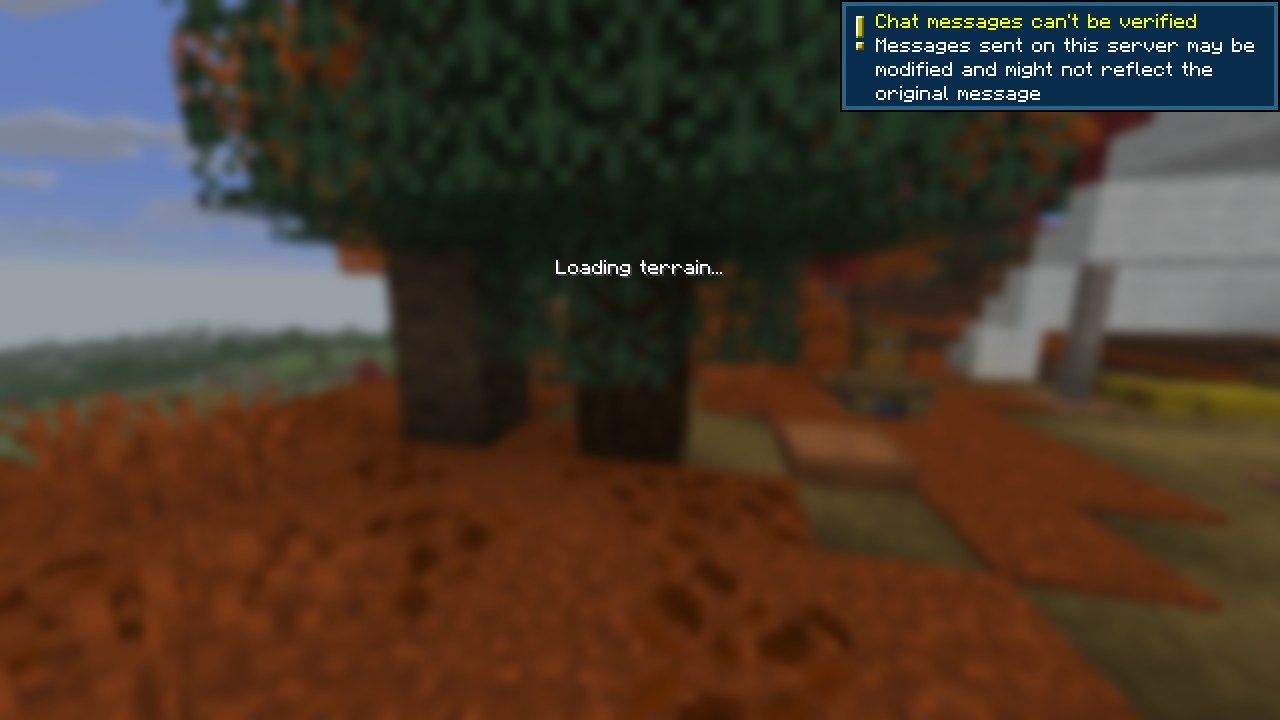 Chat messages can't be verified
Messages sent on this server may be
modified and might not reflect the
original message
Loading terrain...